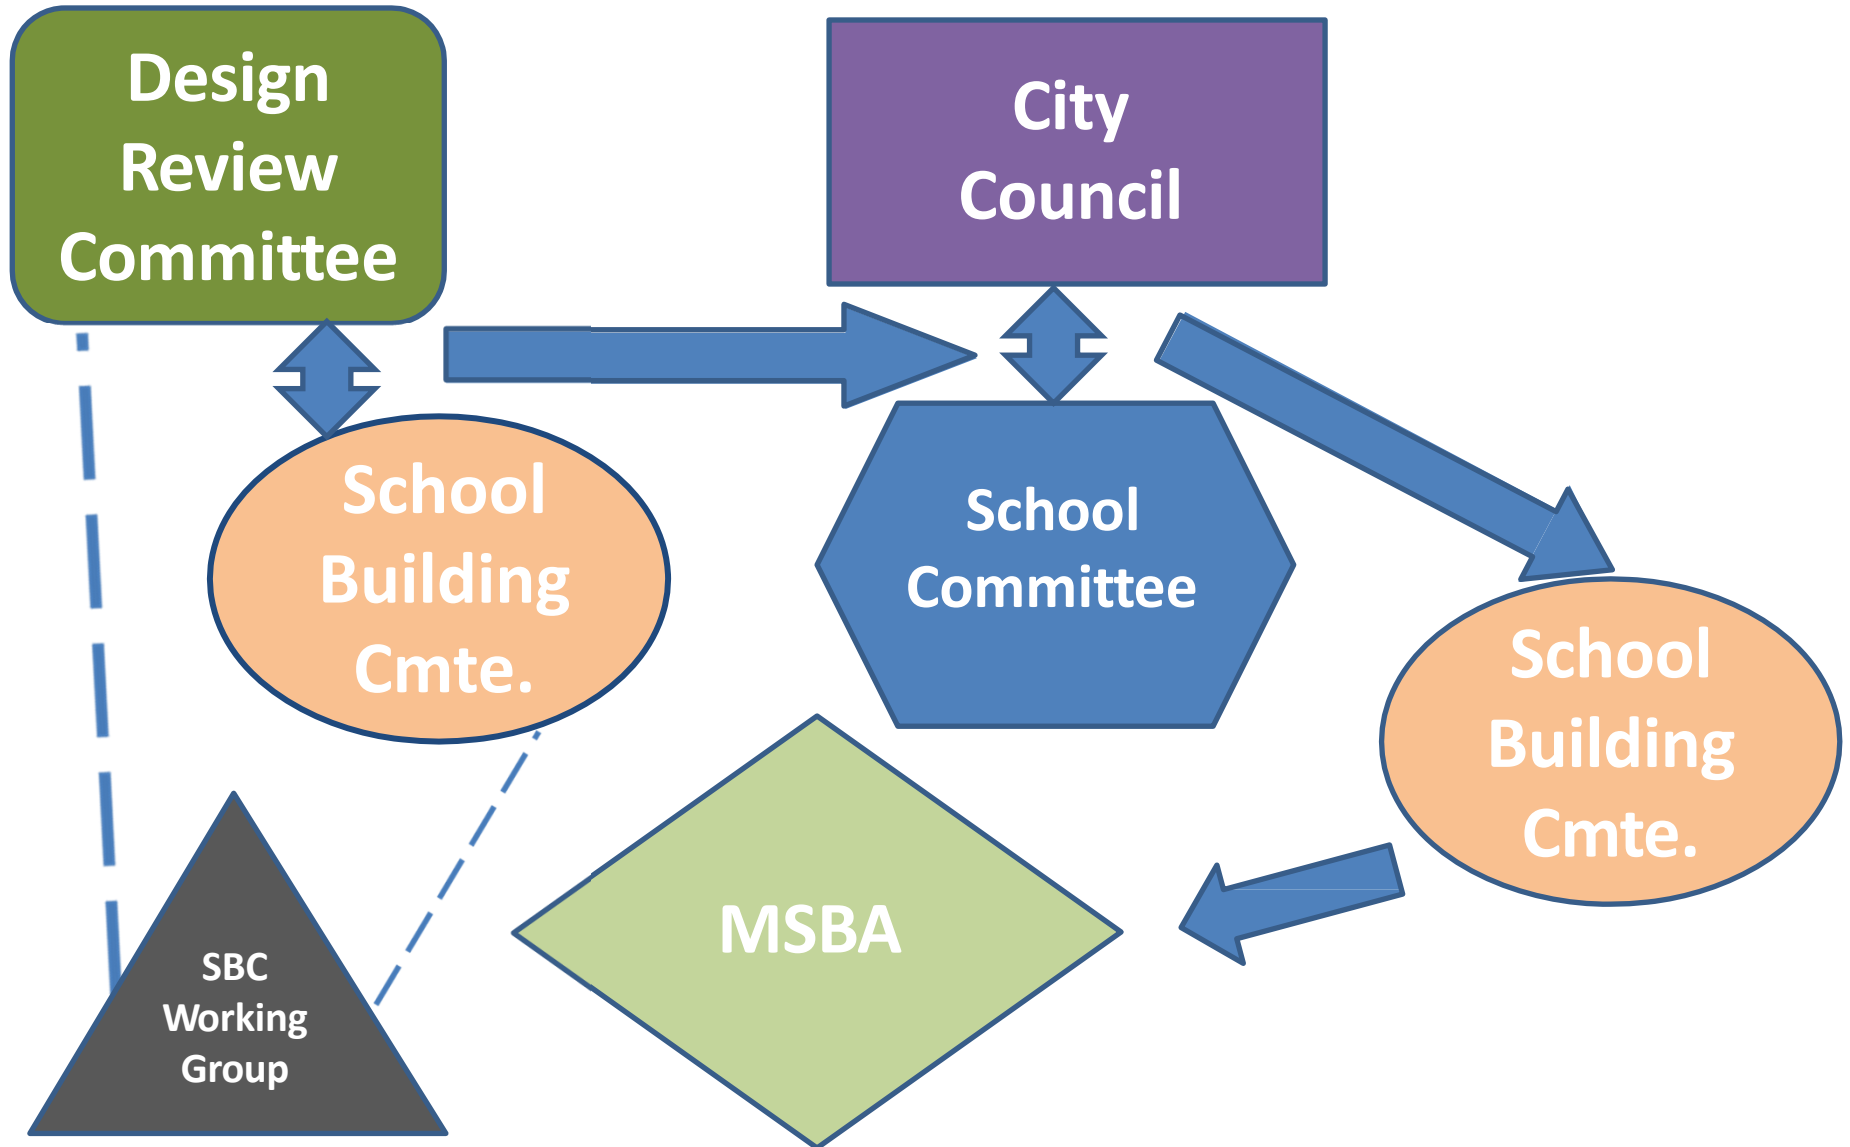 Design
Review
Committee
City
Council
School
Building
Cmte.
School
Committee
School
Building
Cmte.
MSBA
SBC
Working
Group